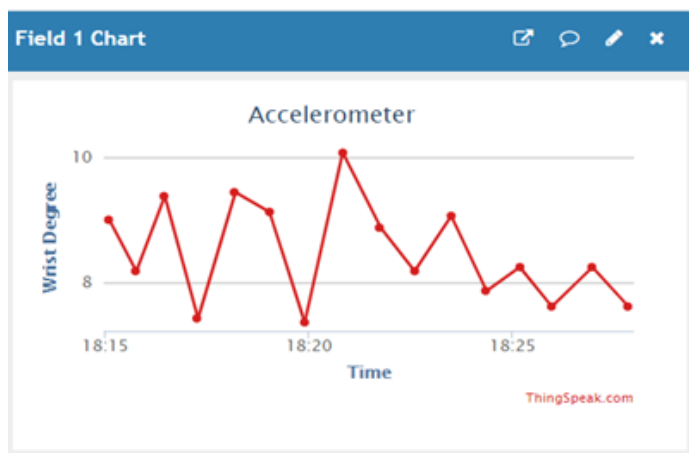 Field 1 Chart
Accelerometer
10
Wrist Degree
8
18:15 18:20 18:25
Time
ThingSpeak.com